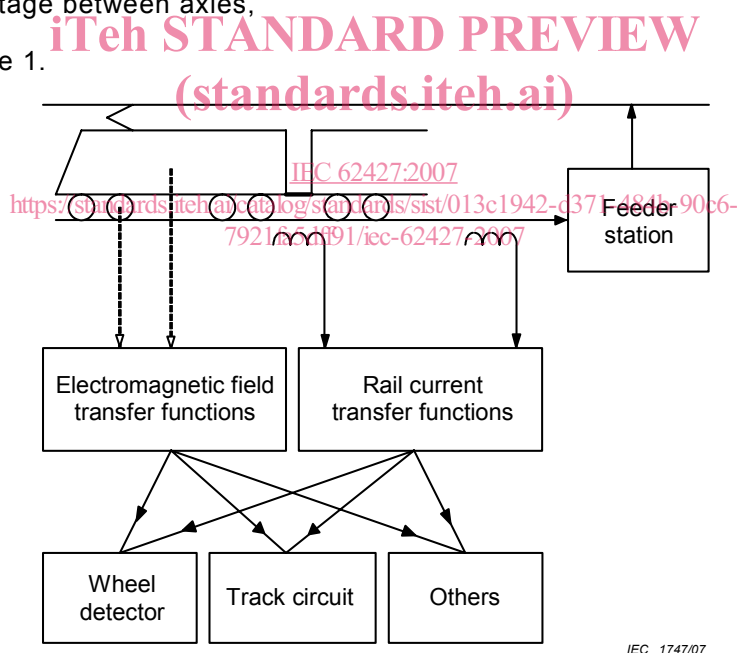 tage between axles,
iTeh STANDARD PREVIEW
e 1.
(standards.iteh.ai)
IEC 62427:2007
https://standards.iteh.ai/catalog/standards/sist/013c1942-d371-484b-90c6-
7921fa5dff91/iec-62427-2007
Feeder
station
Electromagnetic field
transfer functions
Rail current
transfer functions
Wheel
detector
Track circuit
Others
IEC 1747/07